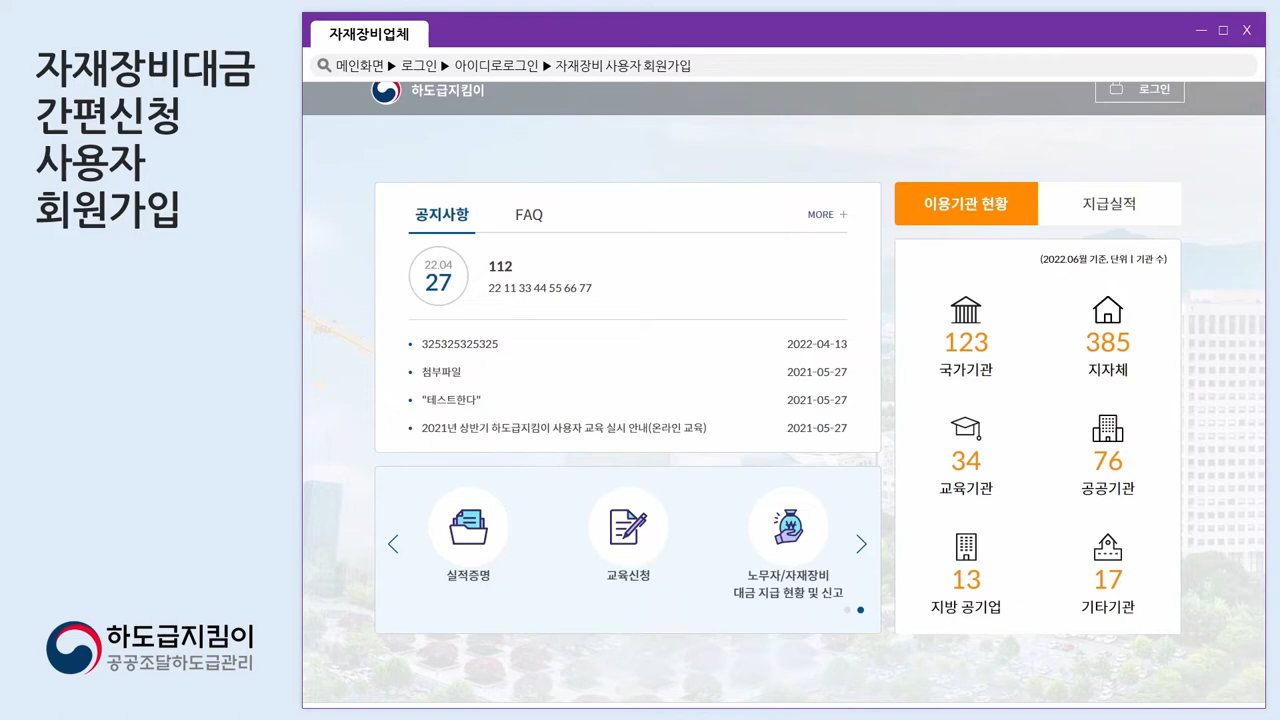 자재장비대금
간편신청
사용자
회원가입
자재장비업체
메인화면 ▶ 로그인 ▶ 아이디로로그인 ▶ 자재장비 사용자 회원가입
하도급지킴이
로그인
공지사항
FAQ
MORE +
22.04
27
112
22 11 33 44 55 66 77
• 325325325325 2022-04-13
• 첨부파일 2021-05-27
• "테스트한다" 2021-05-27
• 2021년 상반기 하도급지킴이 사용자 교육 실시 안내(온라인 교육) 2021-05-27
실적증명
교육신청
노무자/자재장비
대금 지급 현황 및 신고
이용기관 현황
지급실적
(2022.06월 기준, 단위 | 기관 수)
123
국가기관
385
지자체
34
교육기관
76
공공기관
13
지방 공기업
17
기타기관
하도급지킴이
공공조달하도급관리